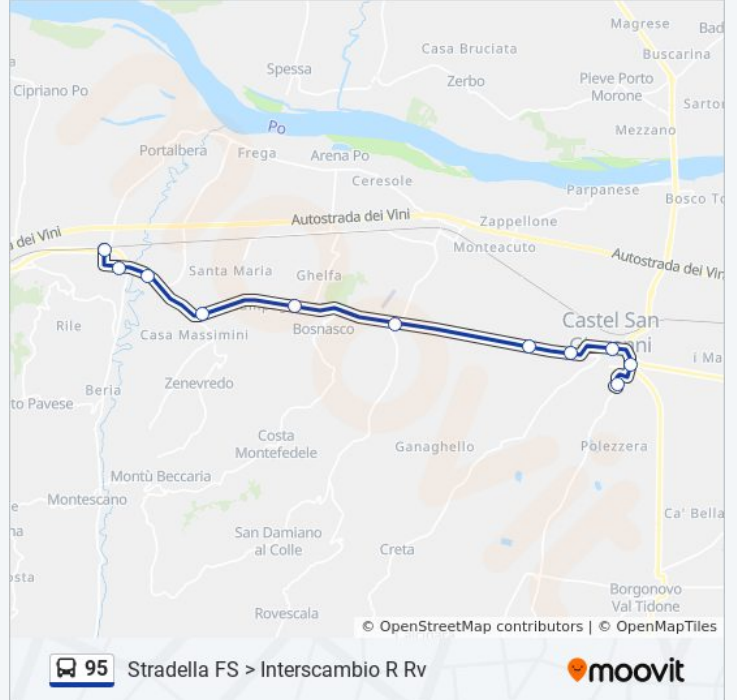 Magrese
Bad
Casa Bruciata
Buscarina
Spessa
Cipriano Po
Zerbo
Pieve Porto
Morone
Sartor
Po
Mezzano
Portalbera
Frega
Arena Po
Ceresole
Parpanese
Bosco To
Autostrada dei Vini
Zappellone
a dei Vini
Monteacuto
Autostrada dei Vin
Santa Maria
Ghelfa
Castel San
Rile
Bosnasco
Casa Massimini
i Ma
Zenevredo
Beria
to Pavese
Costa
Montefedele
Ganaghello
Polezzera
Montù Beccaria
Montescano
Ca' Bella
San Damiano
al Colle
Creta
osta
Borgonovo
Val Tidone
Rovescala
© OpenStreetMap contributors | © OpenMapTiles
95 Stradella FS > Interscambio R Rv
moovit